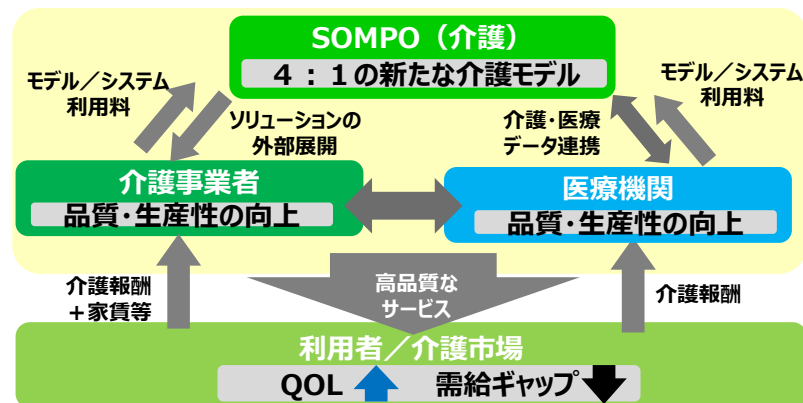 SOMPO（介護）
４：１の新たな介護モデル
モデル／システム
利用料
ソリューションの
外部展開
介護・医療
データ連携
モデル／システム
利用料
介護事業者
品質・生産性の向上
医療機関
品質・生産性の向上
介護報酬
＋家賃等
高品質な
サービス
介護報酬
利用者／介護市場
QOL 需給ギャップ